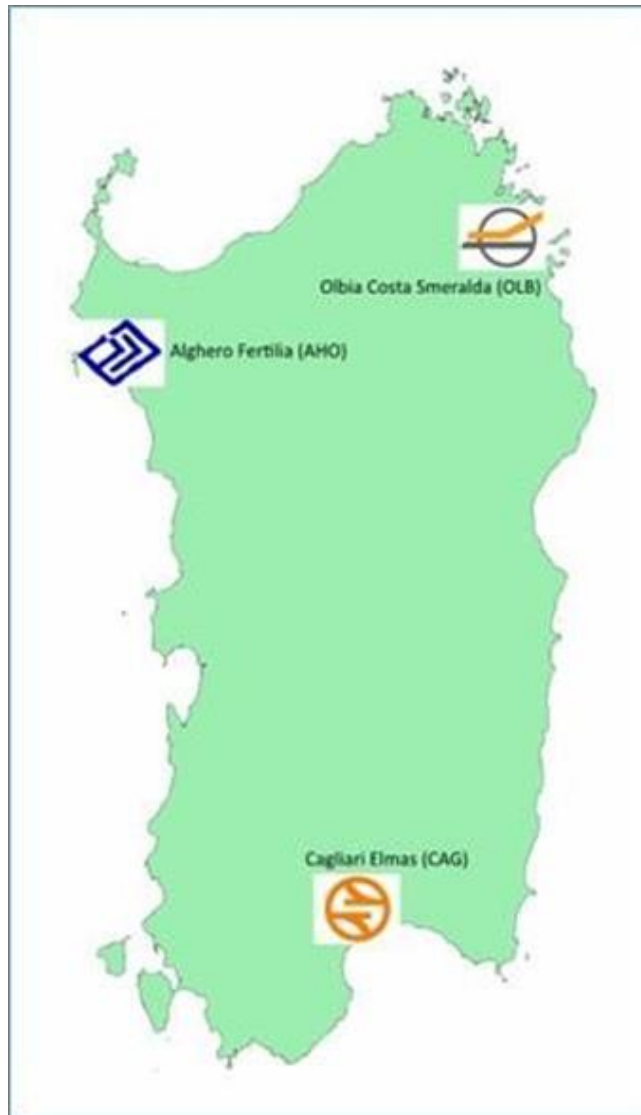 Olbia Costa Smeralda (OLB)
Alghero Fertilia (AHO)
Cagliari Elmas (CAG)